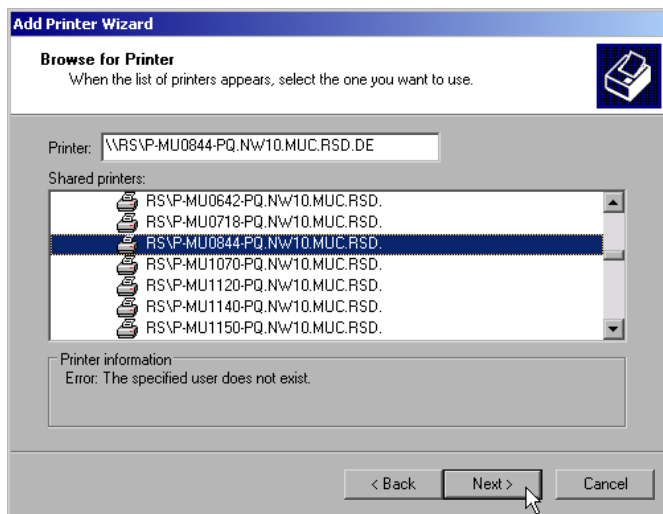 Add Printer Wizard
Browse for Printer
When the list of printers appears, select the one you want to use.
Printer: \\RS\P-MU0844-PQ.NW10.MUC.RSD.DE
Shared printers:
RS\P-MU0642-PQ.NW10.MUC.RSD.
RS\P-MU0718-PQ.NW10.MUC.RSD.
RS\P-MU0844-PQ.NW10.MUC.RSD.
RS\P-MU1070-PQ.NW10.MUC.RSD.
RS\P-MU1120-PQ.NW10.MUC.RSD.
RS\P-MU1140-PQ.NW10.MUC.RSD.
RS\P-MU1150-PQ.NW10.MUC.RSD.
Printer information
Error: The specified user does not exist.
< Back Next > Cancel